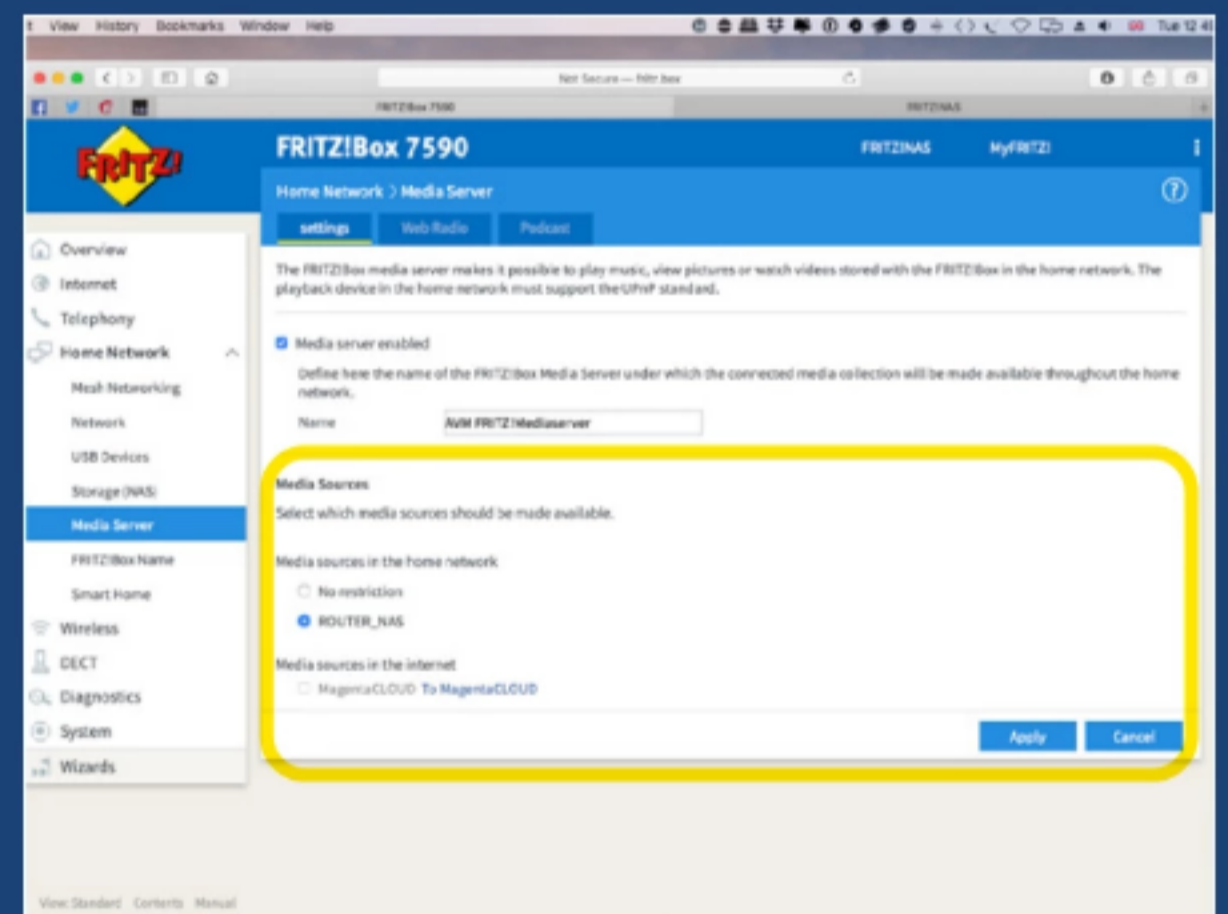 View History Bookmarks Window Help
Tue 12
Not Secure — fritz.box
FRITZ!Box 7590
FRITZ!NAS
FRITZ!
FRITZ!Box 7590
FRITZ!NAS
MyFRITZ!
Home Network > Media Server
settings
Web Radio
Podcast
Overview
Internet
Telephony
Home Network
Mesh Networking
Network
USB Devices
Storage (NAS)
Media Server
FRITZ!Box Name
Smart Home
Wireless
DECT
Diagnostics
System
Wizards
The FRITZ!Box media server makes it possible to play music, view pictures or watch videos stored with the FRITZ!Box in the home network. The
playback device in the home network must support the UPnP standard.
Media server enabled
Define here the name of the FRITZ!Box Media Server under which the connected media collection will be made available throughout the home
network.
Name
AVM FRITZ!Mediaserver
Media Sources
Select which media sources should be made available.
Media sources in the home network
No restriction
ROUTER_NAS
Media sources in the internet
MagentaCLOUD To MagentaCLOUD
Apply
Cancel
View: Standard Contents Manual